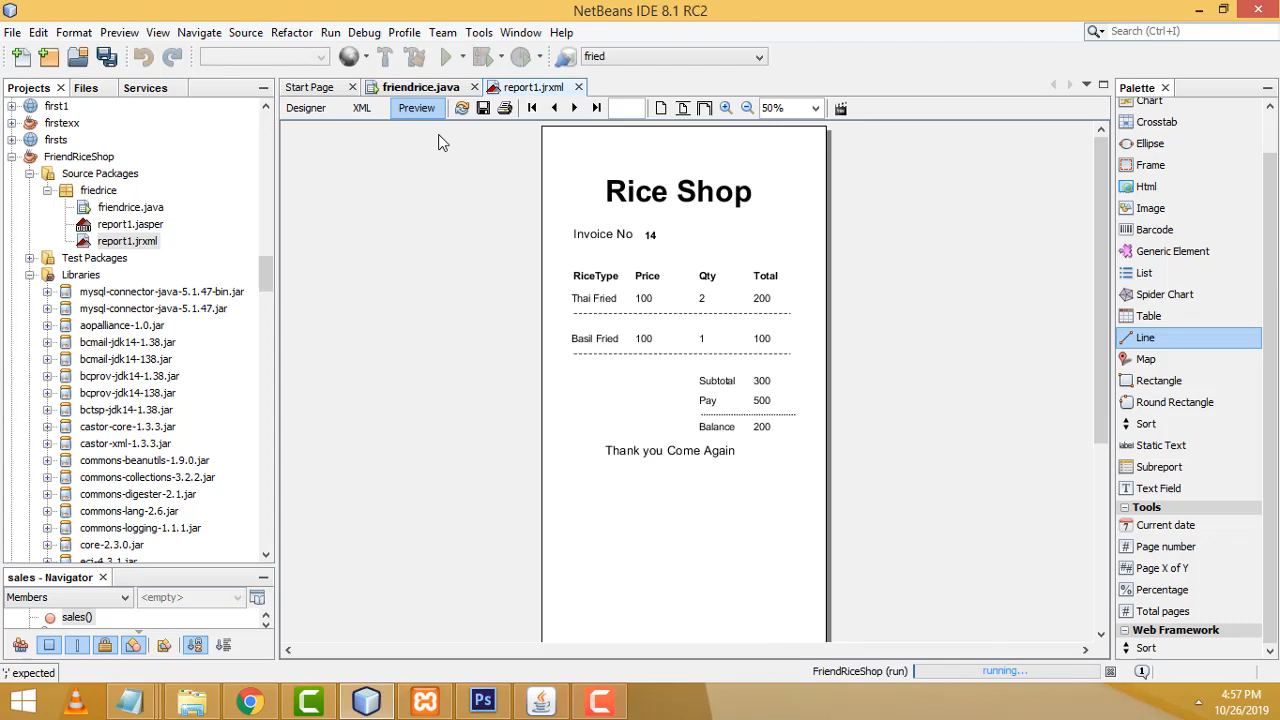 NetBeans IDE 8.1 RC2
File Edit Format Preview View Navigate Source Refactor Run Debug Profile Team Tools Window Help
Search (Ctrl+I)
fried
Projects Files Services
Start Page friendrice.java report1.jrxml
Palette
Designer XML Preview 50%
first1
firstexx
firsts
FriendRiceShop
Source Packages
friedrice
friendrice.java
report1.jasper
report1.jrxml
Test Packages
Libraries
mysql-connector-java-5.1.47-bin.jar
mysql-connector-java-5.1.47.jar
aopalliance-1.0.jar
bcmail-jdk14-1.38.jar
bcmail-jdk14-138.jar
bcprov-jdk14-1.38.jar
bcprov-jdk14-138.jar
bctsp-jdk14-1.38.jar
castor-core-1.3.3.jar
castor-xml-1.3.3.jar
commons-beanutils-1.9.0.jar
commons-collections-3.2.2.jar
commons-digester-2.1.jar
commons-lang-2.6.jar
commons-logging-1.1.1.jar
core-2.3.0.jar
ecj-4.3.1.jar
sales - Navigator
Members <empty>
sales()
Rice Shop
Invoice No 14
RiceType Price Qty Total
Thai Fried 100 2 200
Basil Fried 100 1 100
Subtotal 300
Pay 500
Balance 200
Thank you Come Again
Chart
Crosstab
Ellipse
Frame
Html
Image
Barcode
Generic Element
List
Spider Chart
Table
Line
Map
Rectangle
Round Rectangle
Sort
label Static Text
Subreport
Text Field
Tools
Current date
Page number
Page X of Y
Percentage
Total pages
Web Framework
Sort
';' expected
FriendRiceShop (run) running...
1
Ps
4:57 PM
10/26/2019